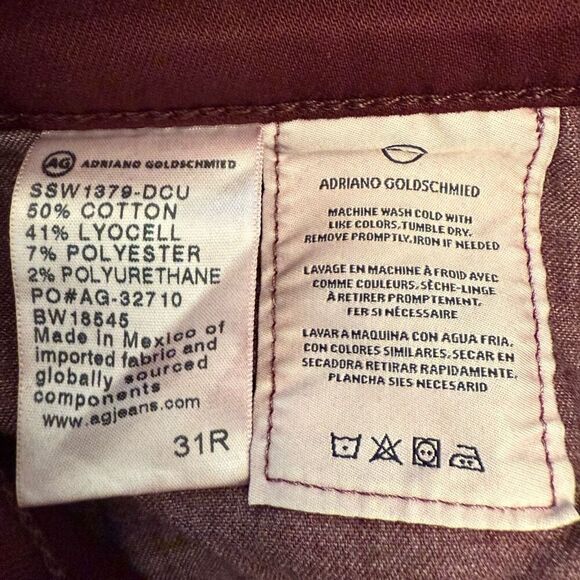 AG ADRIANO GOLDSCHMIED
SSW1379-DCU
50% COTTON
41% LYOCELL
7% POLYESTER
2% POLYURETHANE
PO#AG-32710
BW18545
Made in Mexico of
imported fabric and
globally sourced
components
www.agjeans.com
31R
ADRIANO GOLDSCHMIED
MACHINE WASH COLD WITH
LIKE COLORS, TUMBLE DRY.
REMOVE PROMPTLY, IRON IF NEEDED
LAVAGE EN MACHINE À FROID AVEC
COMME COULEURS, SÈCHE-LINGE
À RETIRER PROMPTEMENT,
FER SI NÉCESSAIRE
LAVAR A MAQUINA CON AGUA FRIA,
CON COLORES SIMILARES, SECAR EN
SECADORA RETIRAR RAPIDAMENTE,
PLANCHA SIES NECESARID